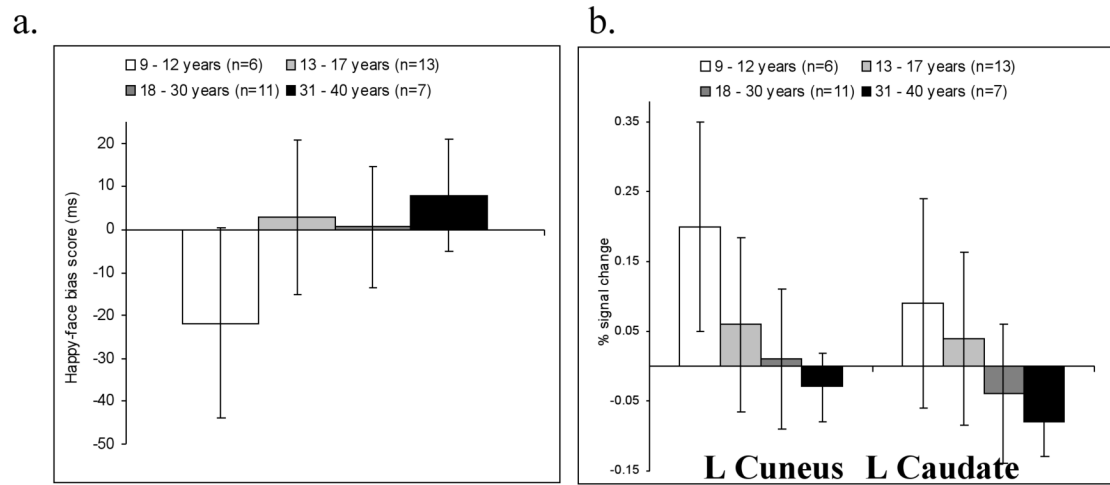 a.
9 - 12 years (n=6) 13 - 17 years (n=13)
18 - 30 years (n=11) 31 - 40 years (n=7)
Happy-face bias score (ms)
20
10
0
-10
-20
-30
-40
-50
b.
9 - 12 years (n=6) 13 - 17 years (n=13)
18 - 30 years (n=11) 31 - 40 years (n=7)
% signal change
0.35
0.25
0.15
0.05
-0.05
-0.15
L Cuneus L Caudate